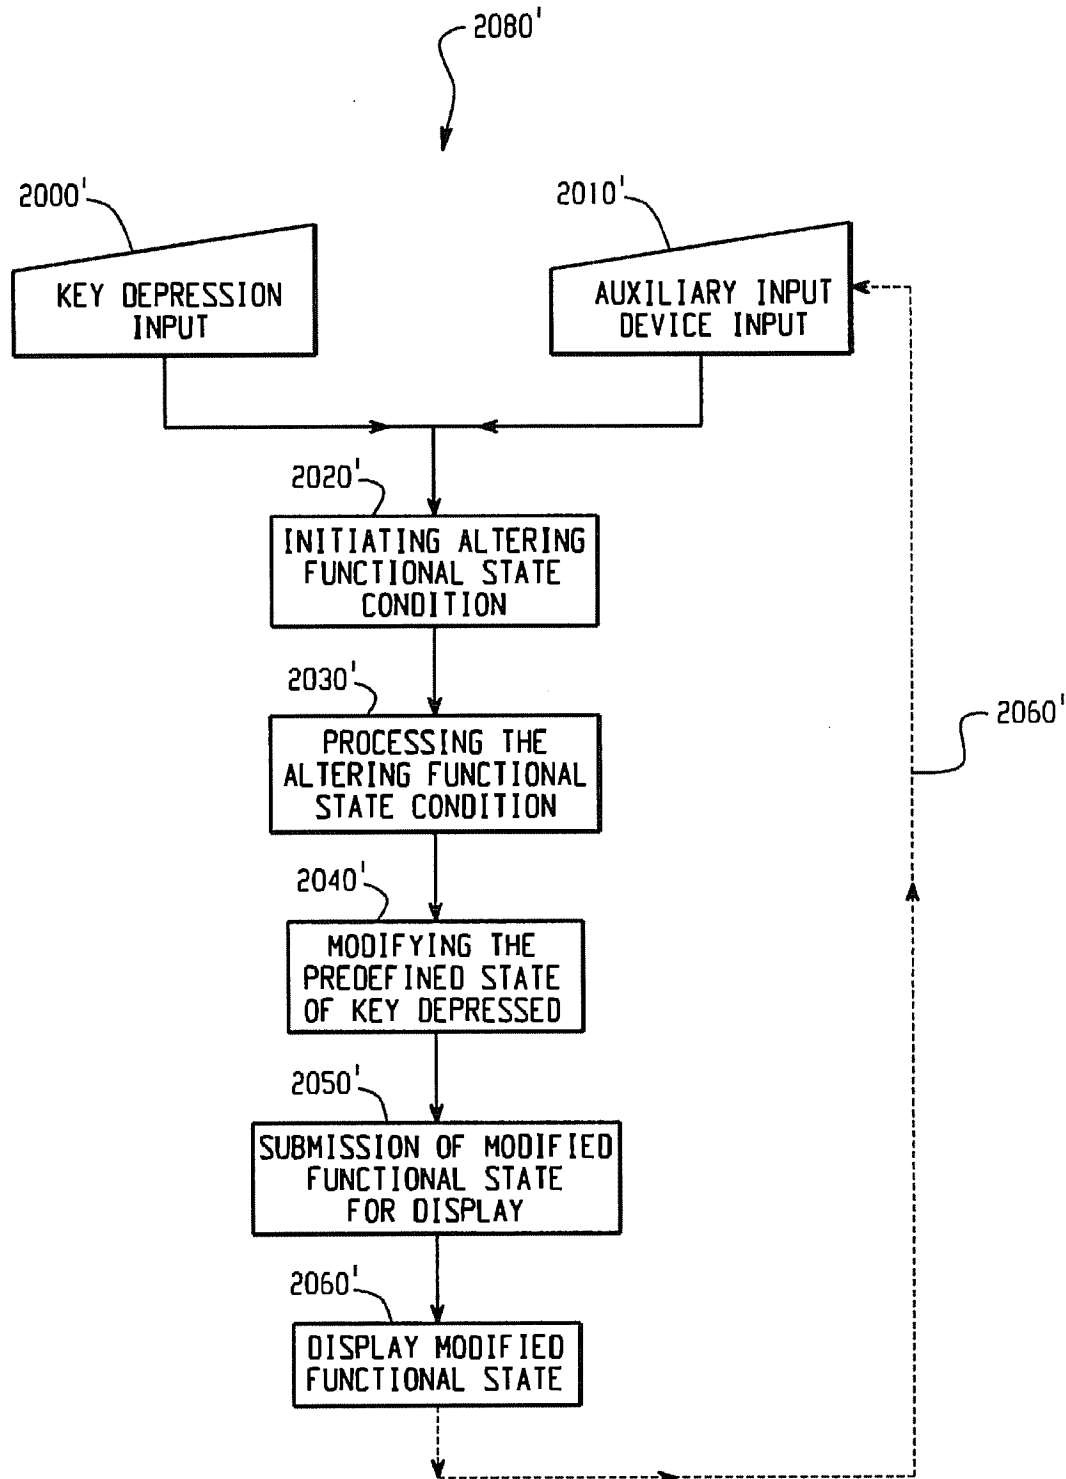 2080'
2000'
KEY DEPRESSION
INPUT
2010'
AUXILIARY INPUT
DEVICE INPUT
2020'
INITIATING ALTERING
FUNCTIONAL STATE
CONDITION
2030'
PROCESSING THE
ALTERING FUNCTIONAL
STATE CONDITION
2060'
2040'
MODIFYING THE
PREDEFINED STATE
OF KEY DEPRESSED
2050'
SUBMISSION OF MODIFIED
FUNCTIONAL STATE
FOR DISPLAY
2060'
DISPLAY MODIFIED
FUNCTIONAL STATE